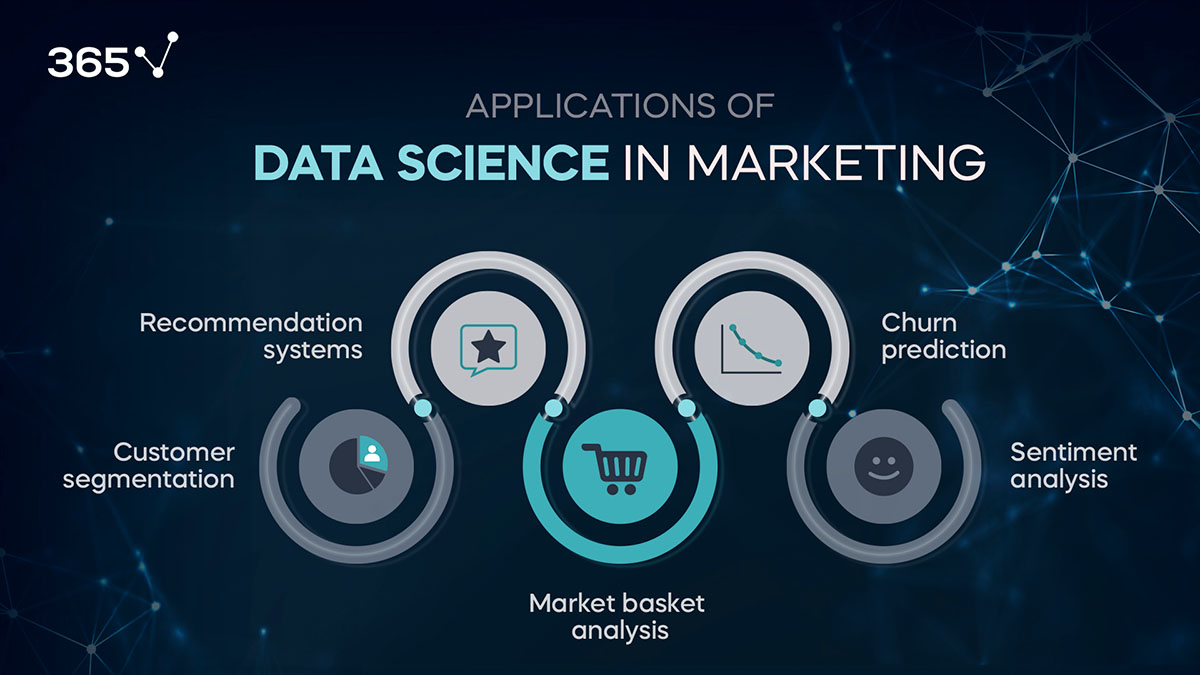 365
APPLICATIONS OF
DATA SCIENCE IN MARKETING
Recommendation
systems
Churn
prediction
Customer
segmentation
Sentiment
analysis
Market basket
analysis